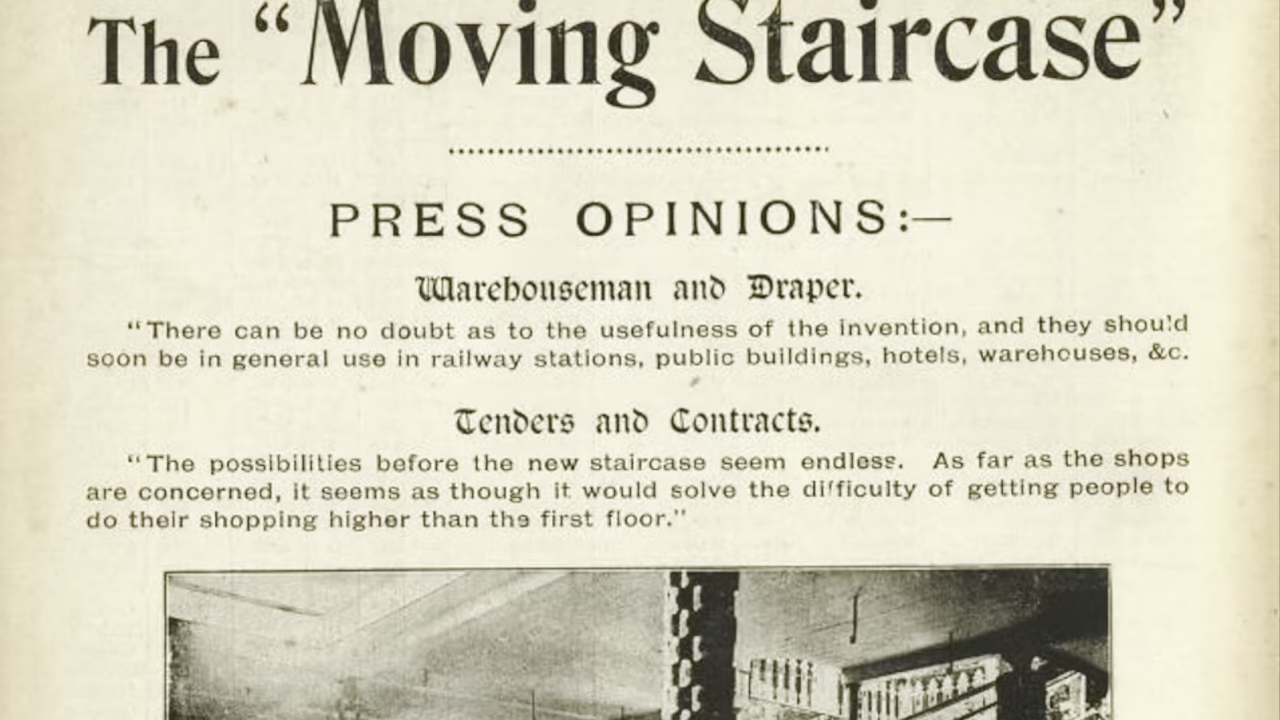 The “Moving Staircase”
PRESS OPINIONS:—
Warehouseman and Draper.
“There can be no doubt as to the usefulness of the invention, and they should
soon be in general use in railway stations, public buildings, hotels, warehouses, &c.
Tenders and Contracts.
“The possibilities before the new staircase seem endless. As far as the shops
are concerned, it seems as though it would solve the difficulty of getting people to
do their shopping higher than the first floor.”